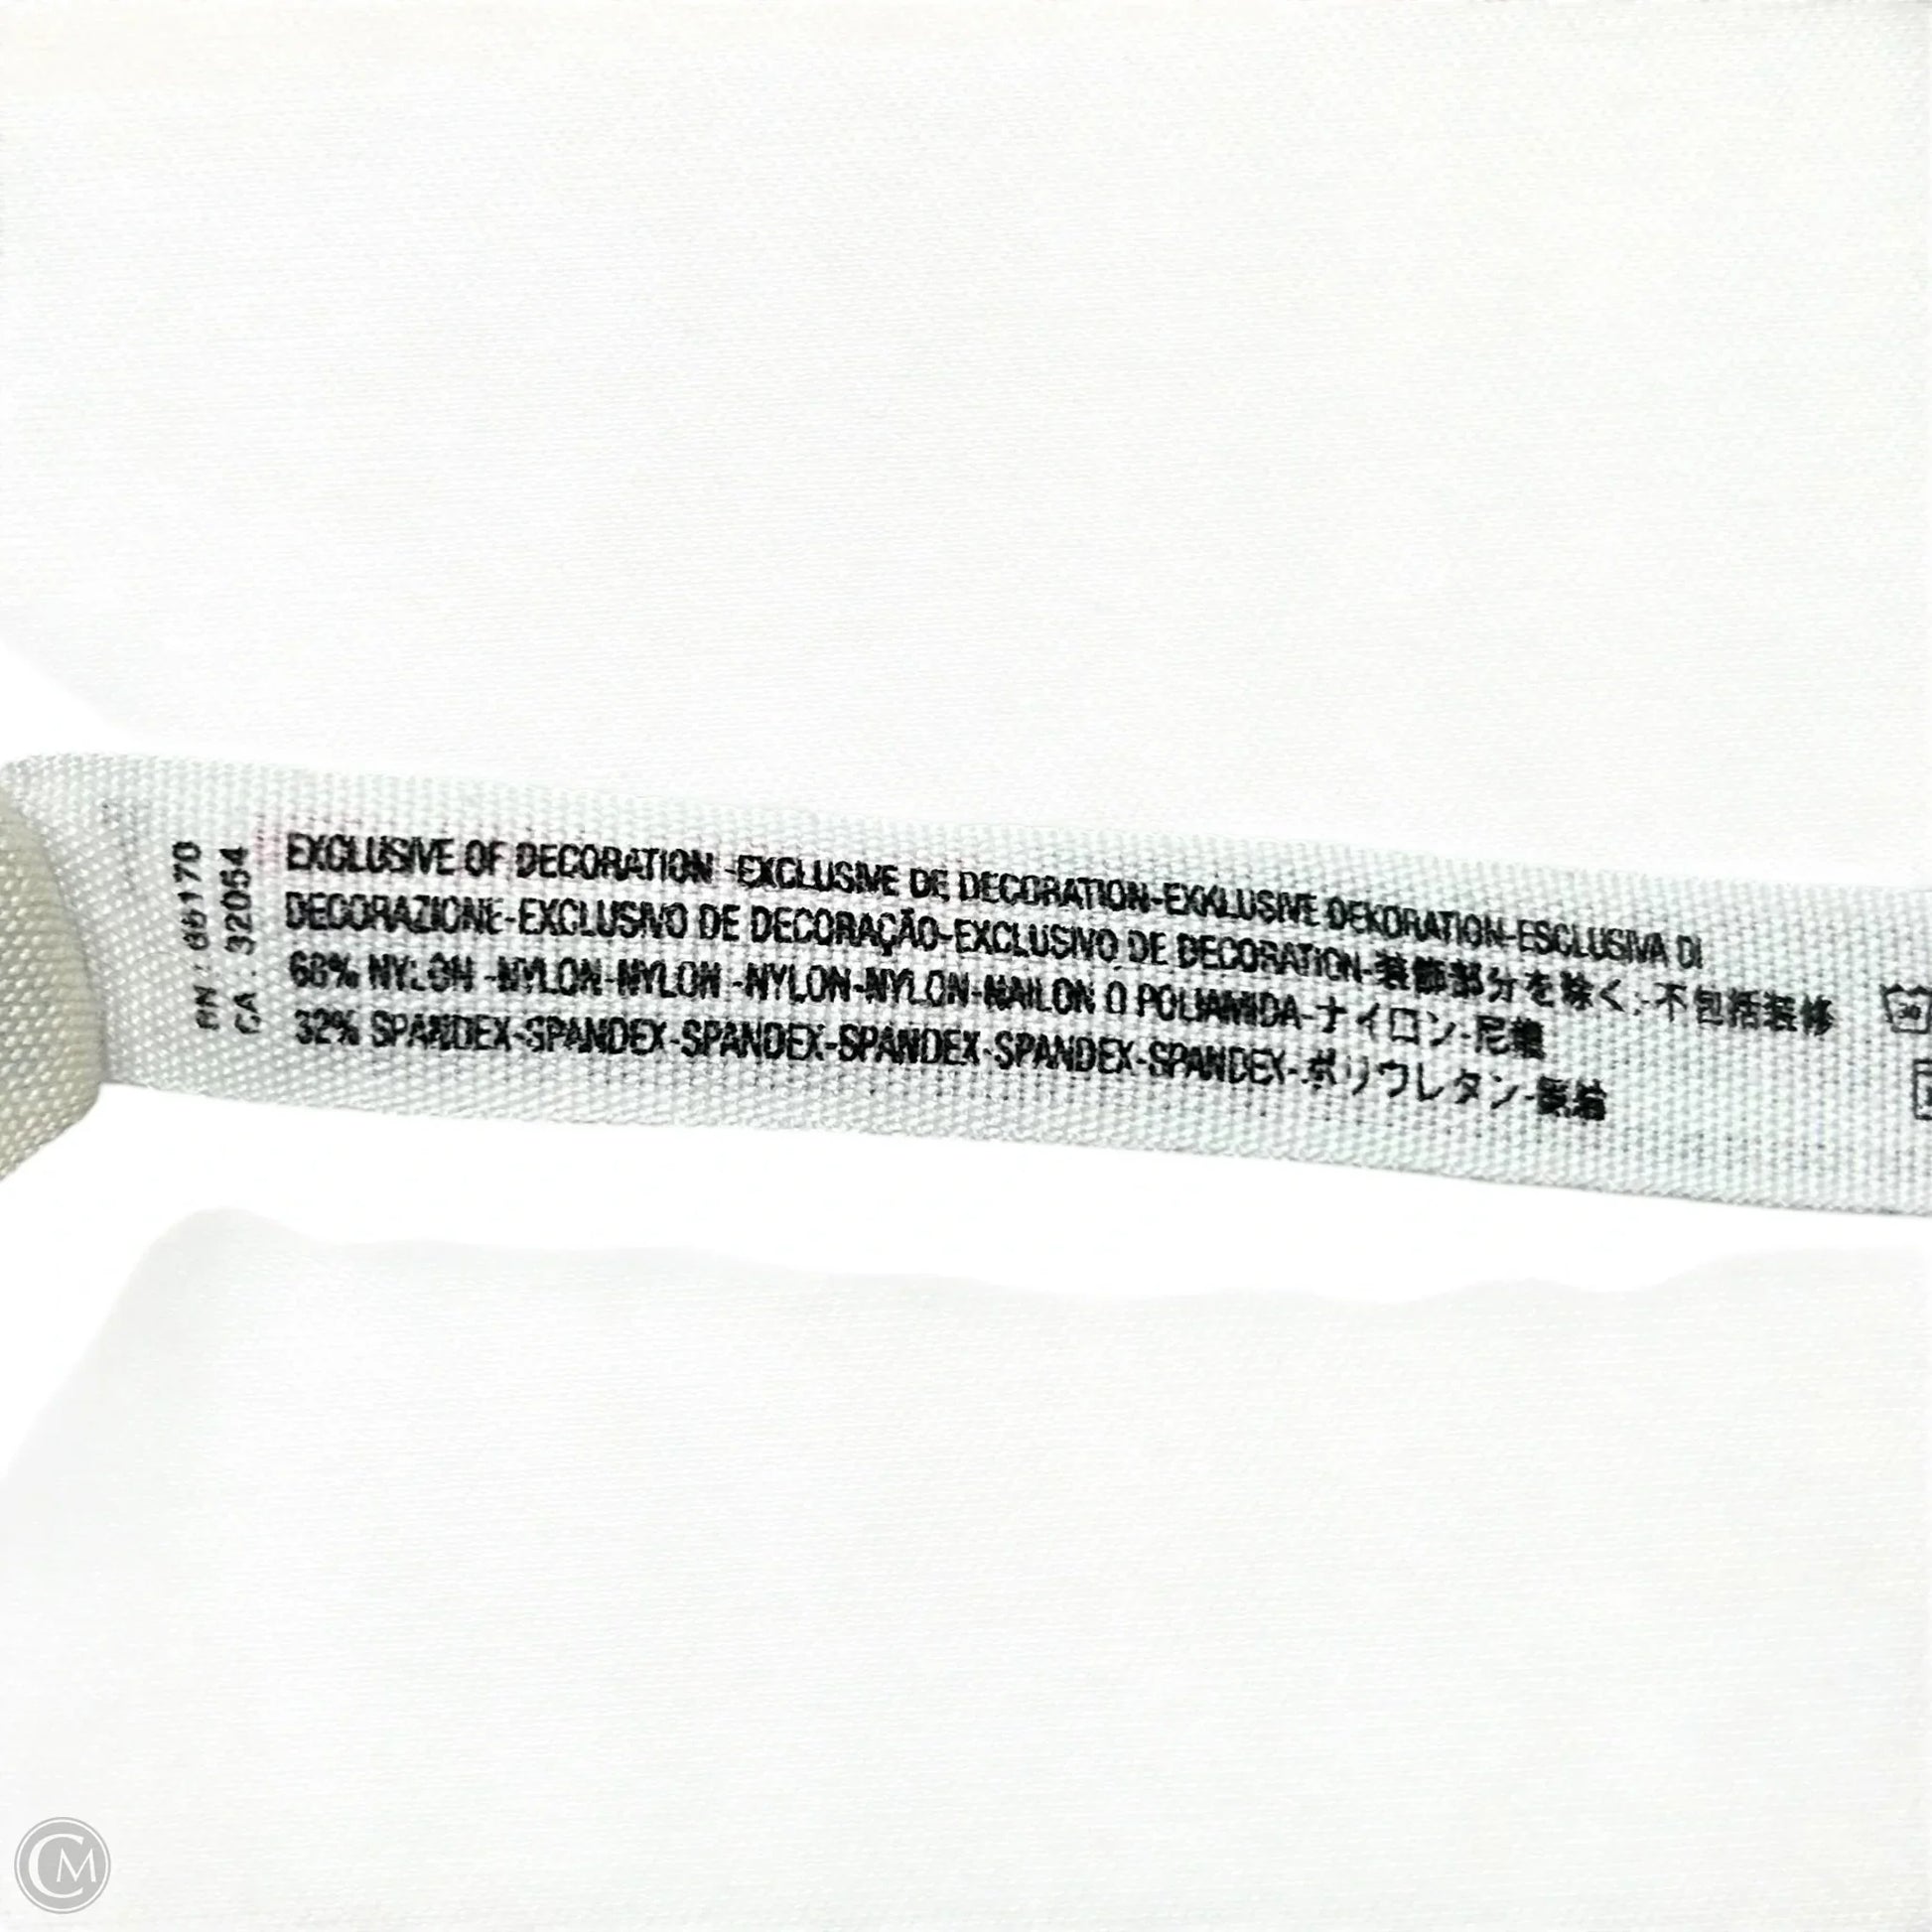 EXCLUSIVE OF DECORATION -EXCLUSIVE DE DECORATION-EXKLUSIVE DEKORATION-ESCLUSIVA DI
DECORAZIONE-EXCLUSIVO DE DECORAÇÃO-EXCLUSIVO DE DECORATION-装飾部分を除く-不包括装修
68% NYLON -NYLON-NYLON -NYLON-NYLON-NAILON O POLIAMIDA-ナイロン-尼龍
32% SPANDEX-SPANDEX-SPANDEX-SPANDEX-SPANDEX-SPANDEX-ポリウレタン-氨綸
CA : 32054
CM